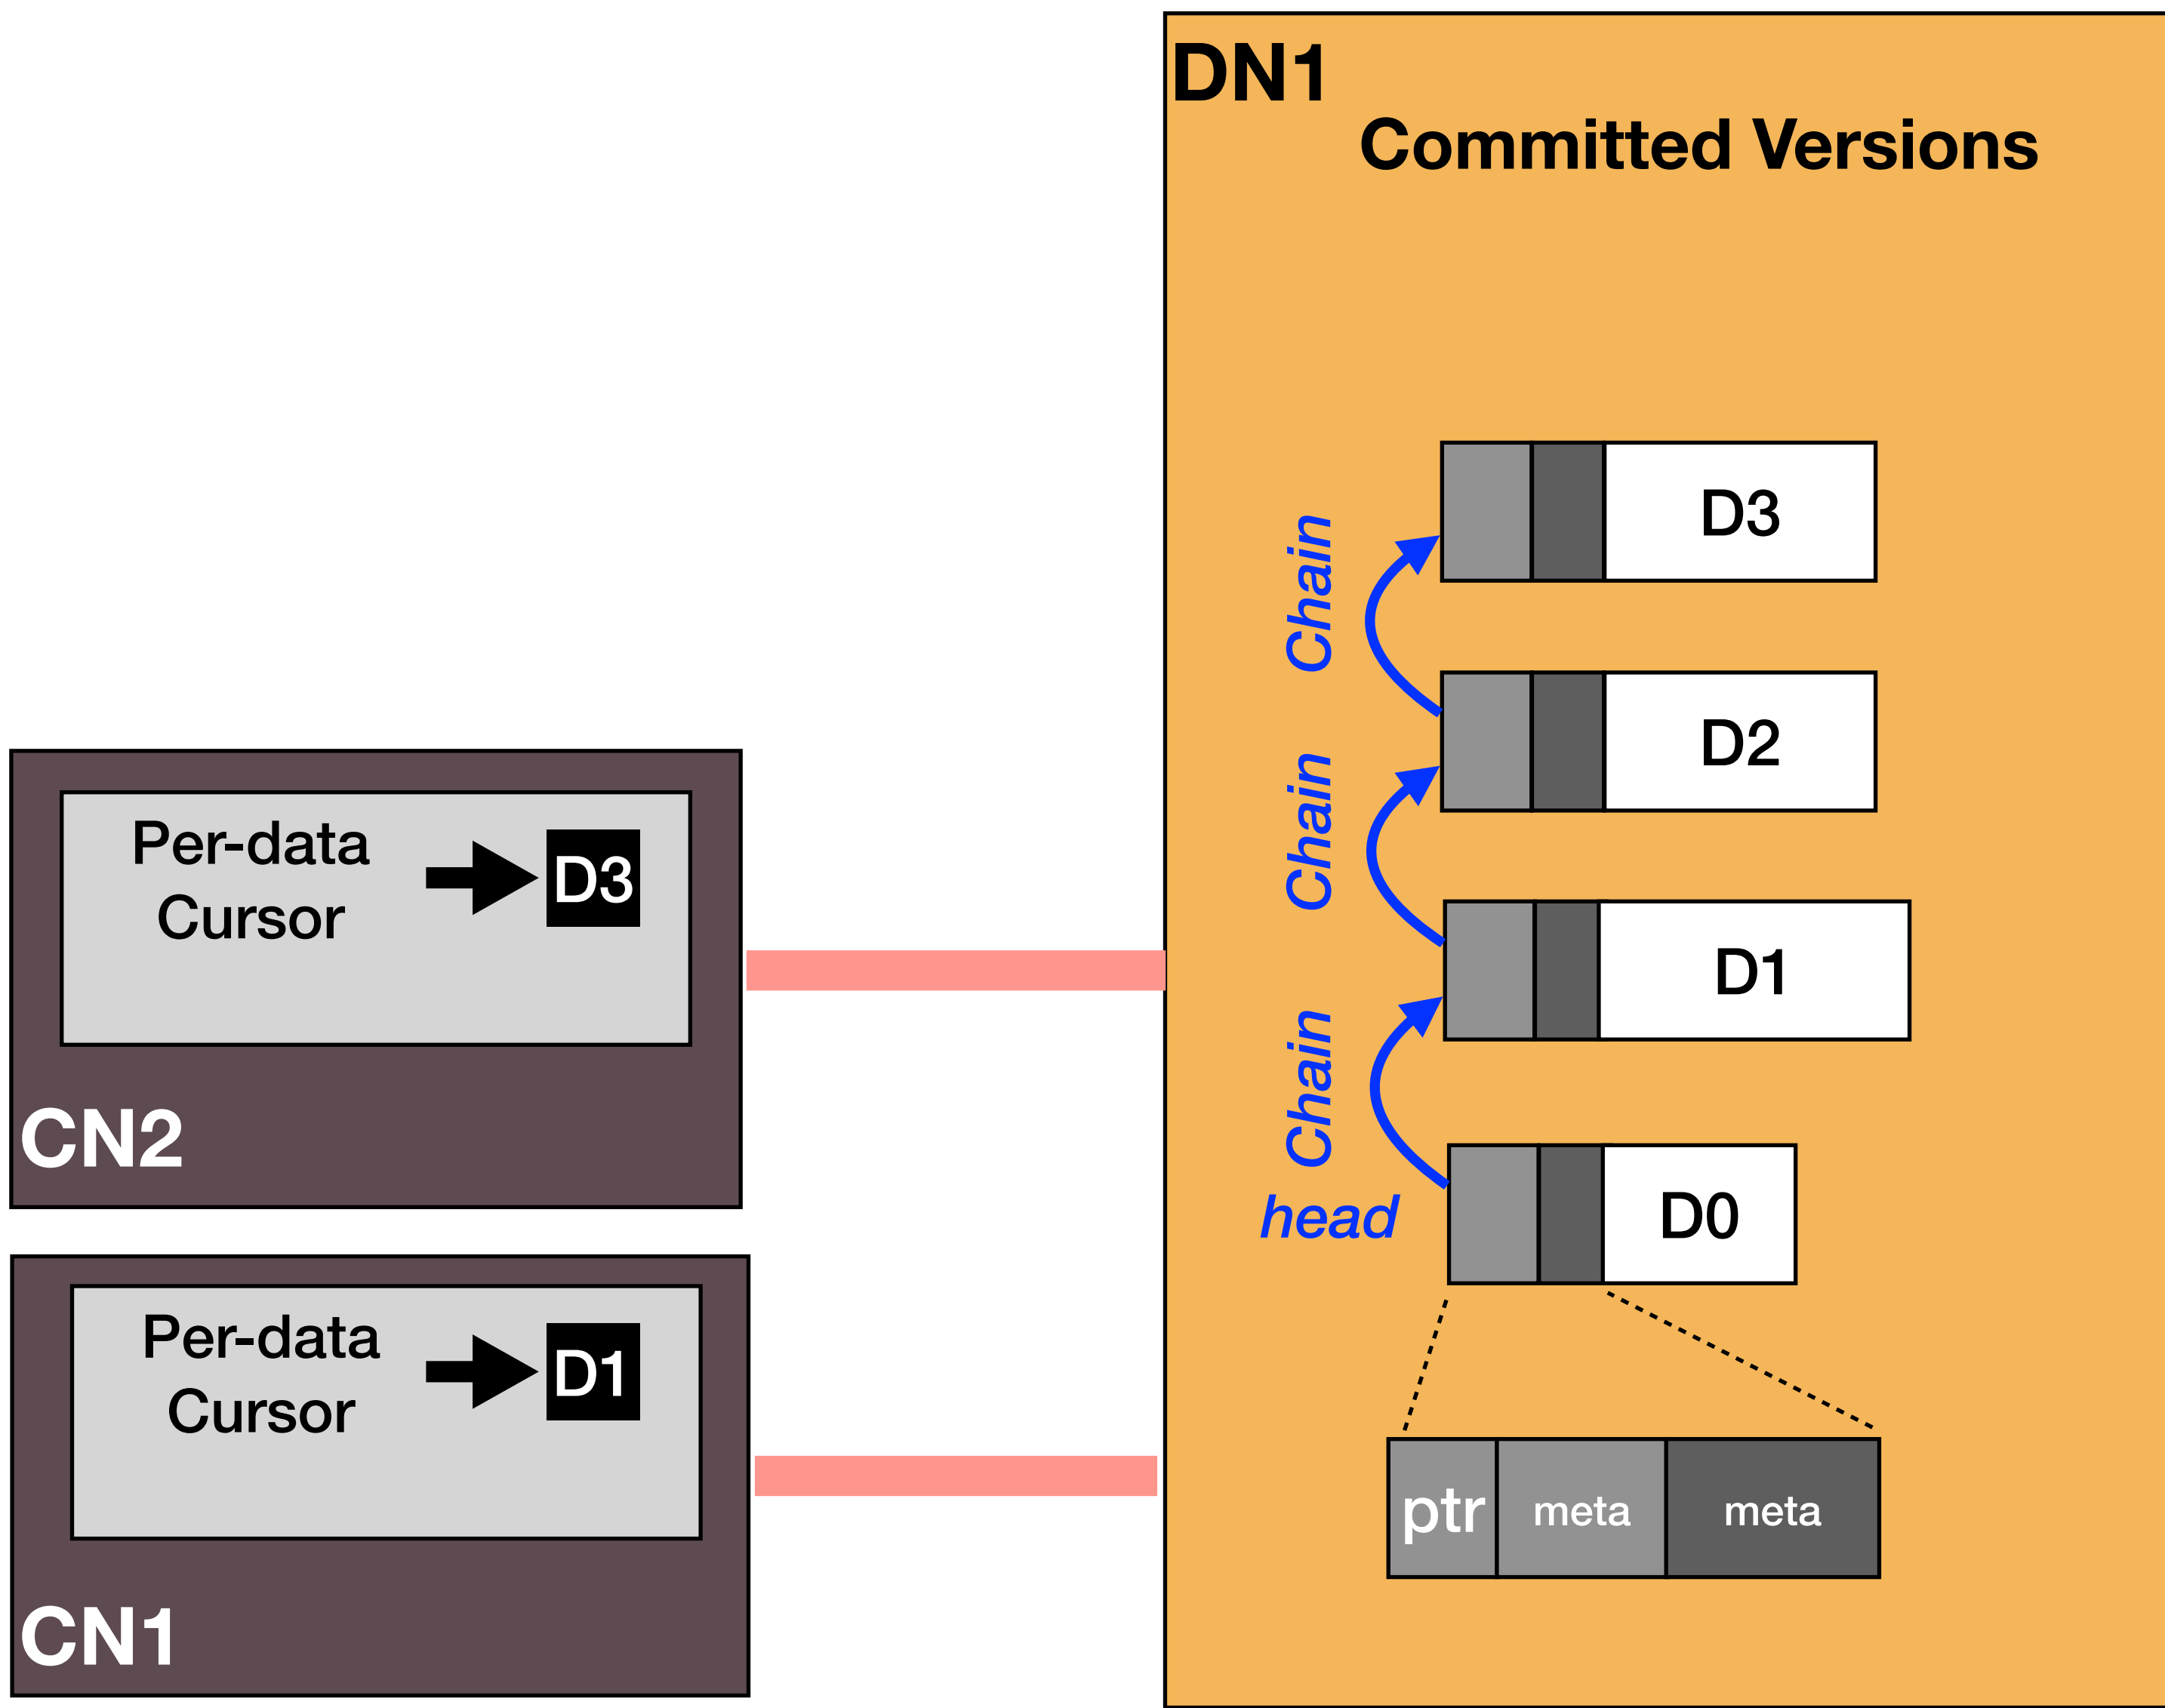 DN1
Committed Versions
D3
Chain
D2
Chain
D1
Chain
head
D0
ptr
meta
meta
Per-data
Cursor
D3
CN2
Per-data
Cursor
D1
CN1